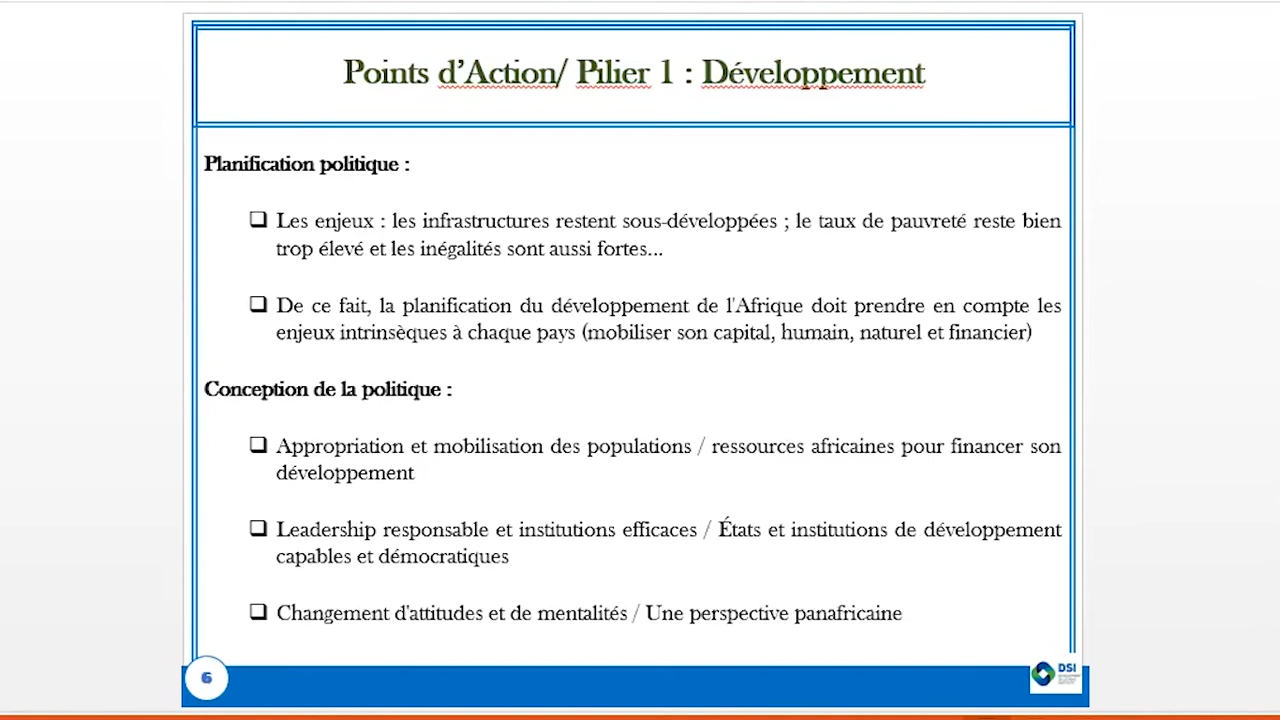 Points d’Action/ Pilier 1 : Développement
Planification politique :
❑ Les enjeux : les infrastructures restent sous-développées ; le taux de pauvreté reste bien
trop élevé et les inégalités sont aussi fortes...
❑ De ce fait, la planification du développement de l'Afrique doit prendre en compte les
enjeux intrinsèques à chaque pays (mobiliser son capital, humain, naturel et financier)
Conception de la politique :
❑ Appropriation et mobilisation des populations / ressources africaines pour financer son
développement
❑ Leadership responsable et institutions efficaces / États et institutions de développement
capables et démocratiques
❑ Changement d'attitudes et de mentalités / Une perspective panafricaine
6
DSI